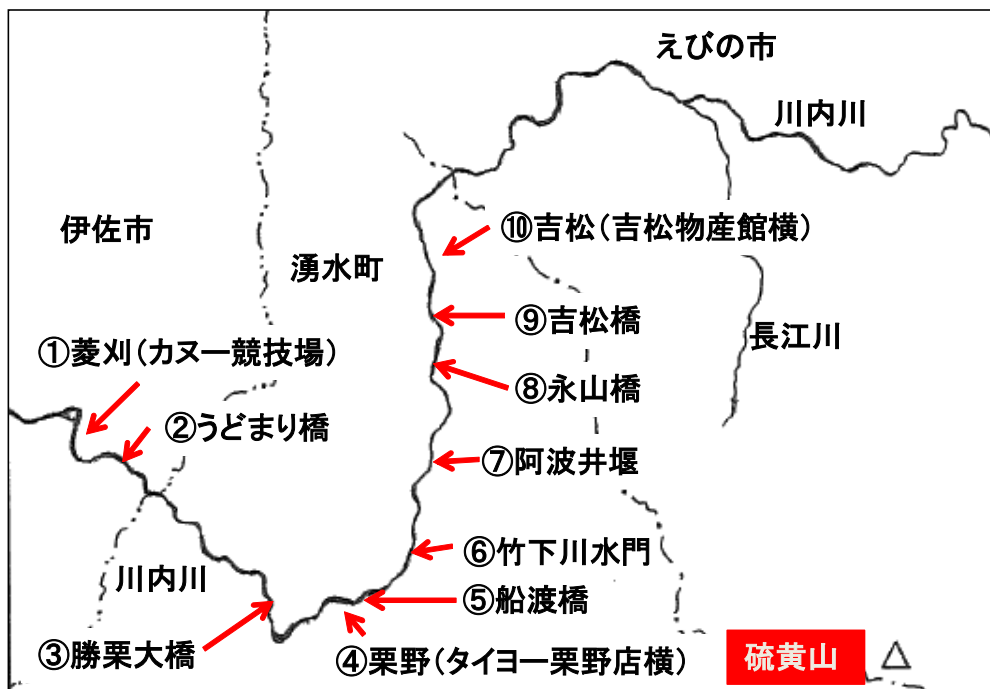 えびの市
川内川
伊佐市
⑩吉松(吉松物産館横)
湧水町
⑨吉松橋
長江川
①菱刈(カヌー競技場)
⑧永山橋
②うどまり橋
⑦阿波井堰
⑥竹下川水門
川内川
⑤船渡橋
③勝栗大橋
④栗野(タイヨー栗野店横)
硫黄山